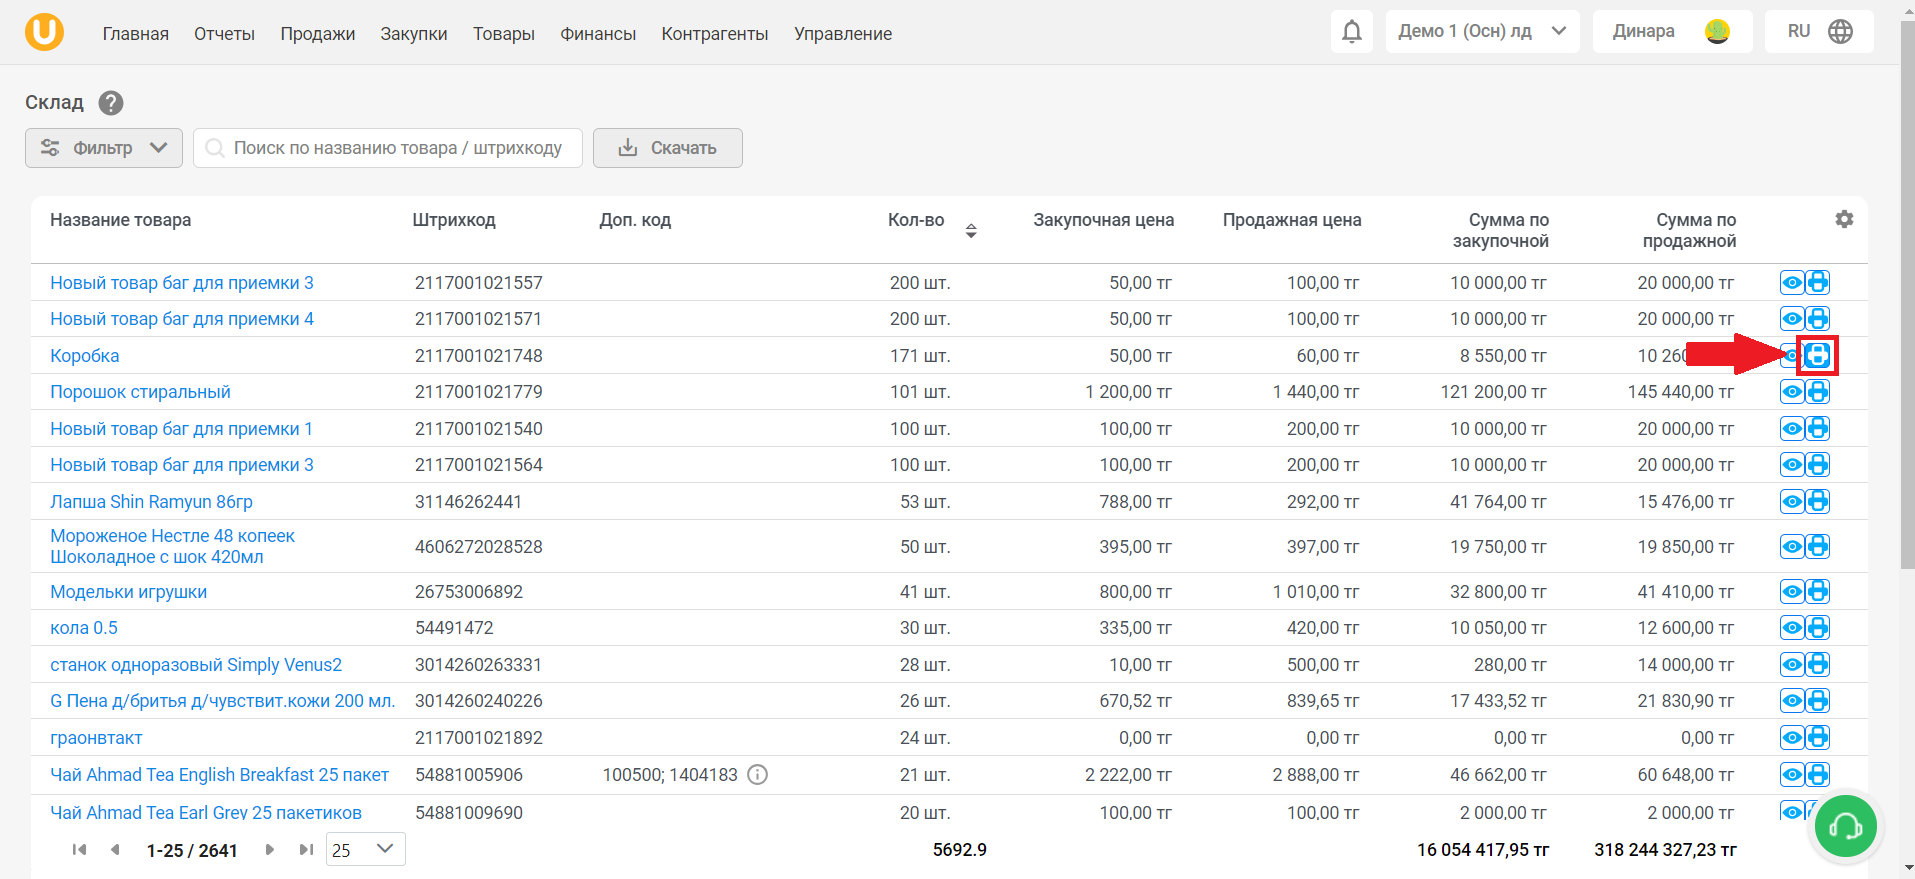 U
Главная Отчеты Продажи Закупки Товары Финансы Контрагенты Управление Демо 1 (Осн) лд Динара RU
Склад ?
Фильтр Поиск по названию товара / штрихкоду Скачать
Название товара Штрихкод Доп. код Кол-во Закупочная цена Продажная цена Сумма по закупочной Сумма по продажной
Новый товар баг для приемки 3 2117001021557 200 шт. 50,00 тг 100,00 тг 10 000,00 тг 20 000,00 тг
Новый товар баг для приемки 4 2117001021571 200 шт. 50,00 тг 100,00 тг 10 000,00 тг 20 000,00 тг
Коробка 2117001021748 171 шт. 50,00 тг 60,00 тг 8 550,00 тг 10 260
Порошок стиральный 2117001021779 101 шт. 1 200,00 тг 1 440,00 тг 121 200,00 тг 145 440,00 тг
Новый товар баг для приемки 1 2117001021540 100 шт. 100,00 тг 200,00 тг 10 000,00 тг 20 000,00 тг
Новый товар баг для приемки 3 2117001021564 100 шт. 100,00 тг 200,00 тг 10 000,00 тг 20 000,00 тг
Лапша Shin Ramyun 86гр 31146262441 53 шт. 788,00 тг 292,00 тг 41 764,00 тг 15 476,00 тг
Мороженое Нестле 48 копеек
Шоколадное с шок 420мл 4606272028528 50 шт. 395,00 тг 397,00 тг 19 750,00 тг 19 850,00 тг
Модельки игрушки 26753006892 41 шт. 800,00 тг 1 010,00 тг 32 800,00 тг 41 410,00 тг
кола 0.5 54491472 30 шт. 335,00 тг 420,00 тг 10 050,00 тг 12 600,00 тг
станок одноразовый Simply Venus2 3014260263331 28 шт. 10,00 тг 500,00 тг 280,00 тг 14 000,00 тг
G Пена д/бритья д/чувствит.кожи 200 мл. 3014260240226 26 шт. 670,52 тг 839,65 тг 17 433,52 тг 21 830,90 тг
граонвтакт 2117001021892 24 шт. 0,00 тг 0,00 тг 0,00 тг 0,00 тг
Чай Ahmad Tea English Breakfast 25 пакет 54881005906 100500; 1404183 21 шт. 2 222,00 тг 2 888,00 тг 46 662,00 тг 60 648,00 тг
Чай Ahmad Tea Earl Grey 25 пакетиков 54881009690 20 шт. 100,00 тг 100,00 тг 2 000,00 тг 2 000,00 тг
1-25 / 2641 25 5692.9 16 054 417,95 тг 318 244 327,23 тг